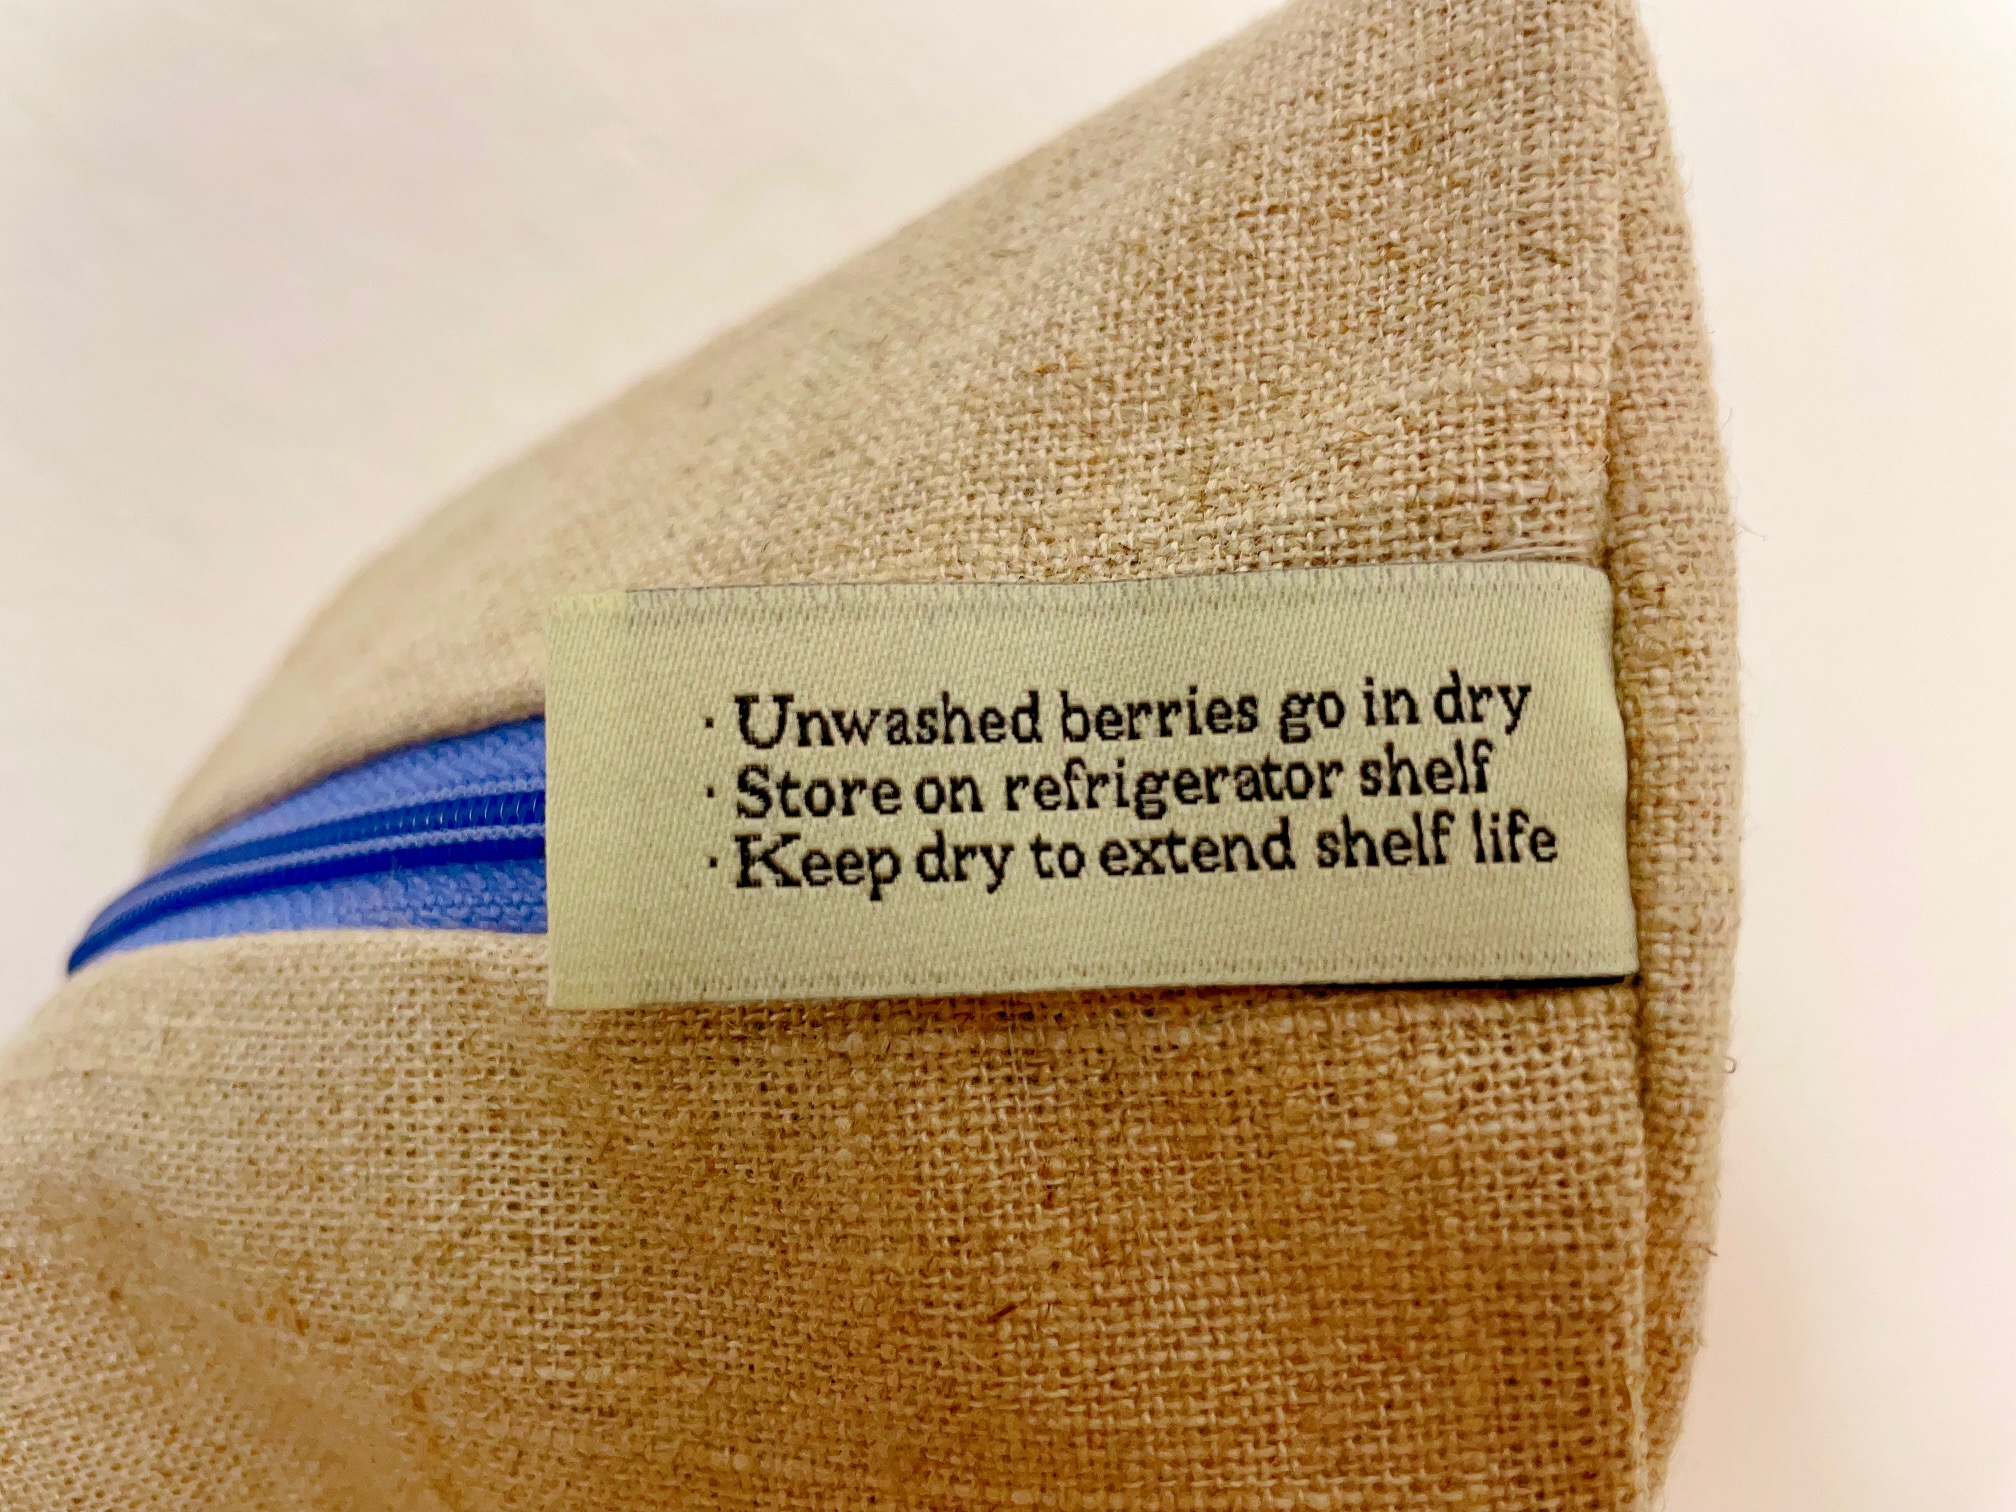 · Unwashed berries go in dry
· Store on refrigerator shelf
· Keep dry to extend shelf life